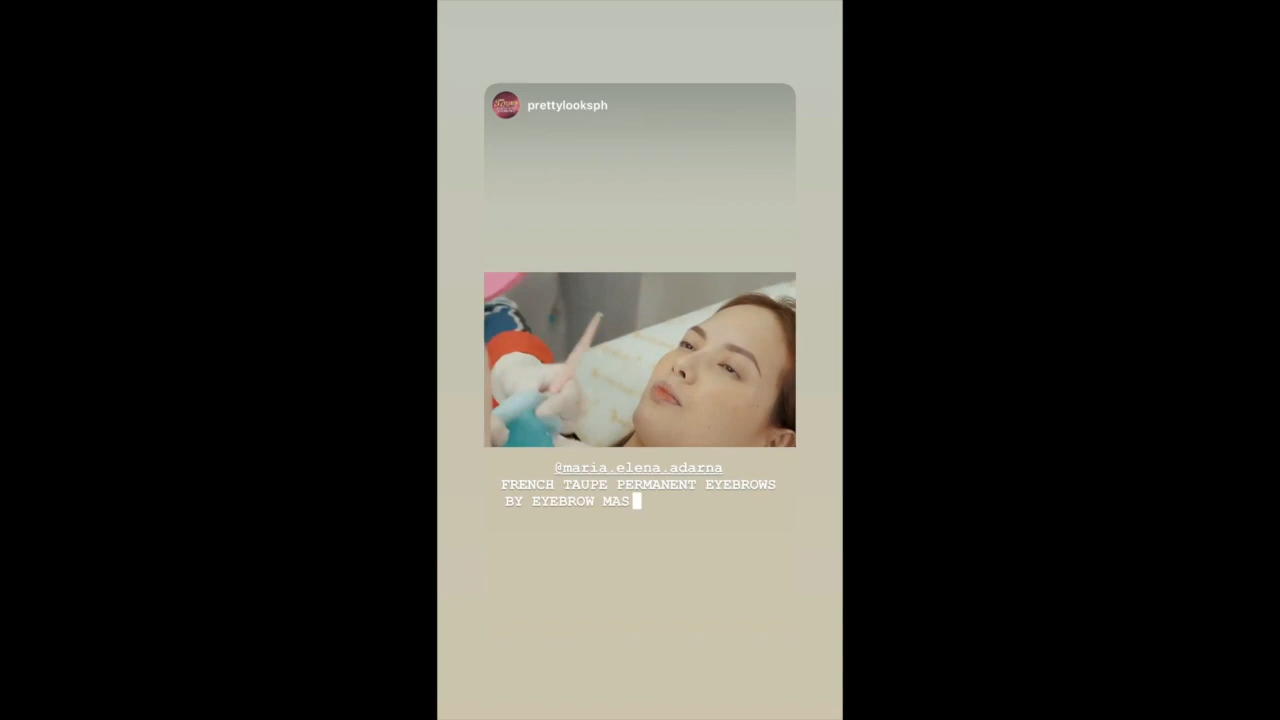 prettylooksph
@maria.elena.adarna
FRENCH TAUPE PERMANENT EYEBROWS
BY EYEBROW MAS